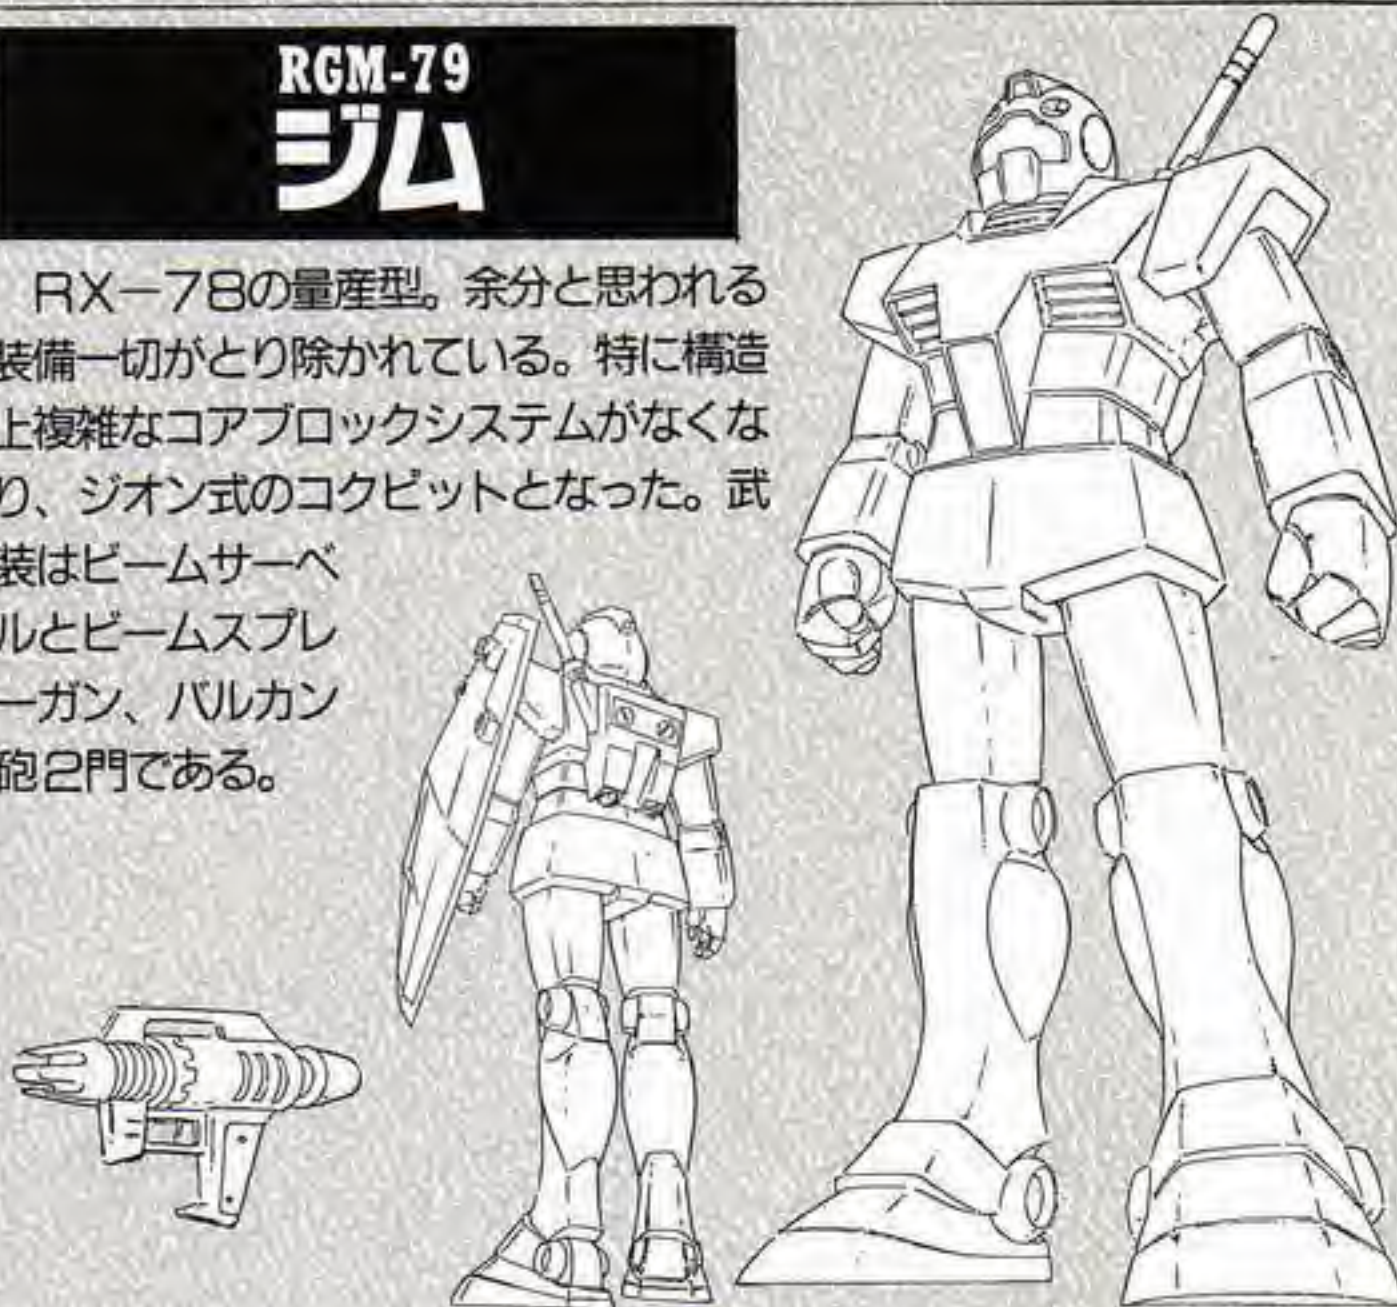 RGM-79
ジム
RX-78の量産型。余分と思われる
装備一切がとり除かれている。特に構造
上複雑なコアブロックシステムがなくな
り、ジオン式のコクピットとなった。武
装はビームサーベ
ルとビームスプレ
ーガン、バルカン
砲2門である。